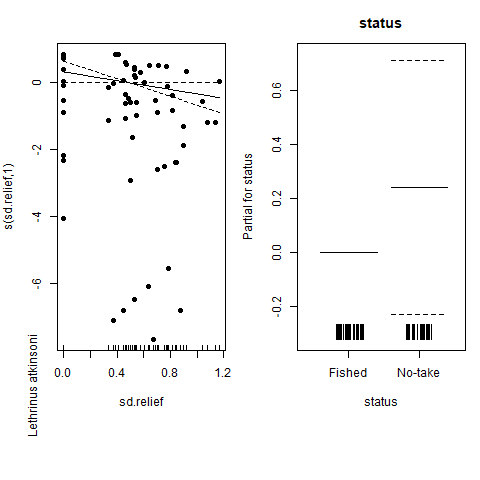 status
s(sd.relief,1)
0
-2
-4
-6
0.0
0.4
0.8
1.2
sd.relief
Lethrinus atkinsoni
Partial for status
0.6
0.4
0.2
0.0
-0.2
Fished
No-take
status